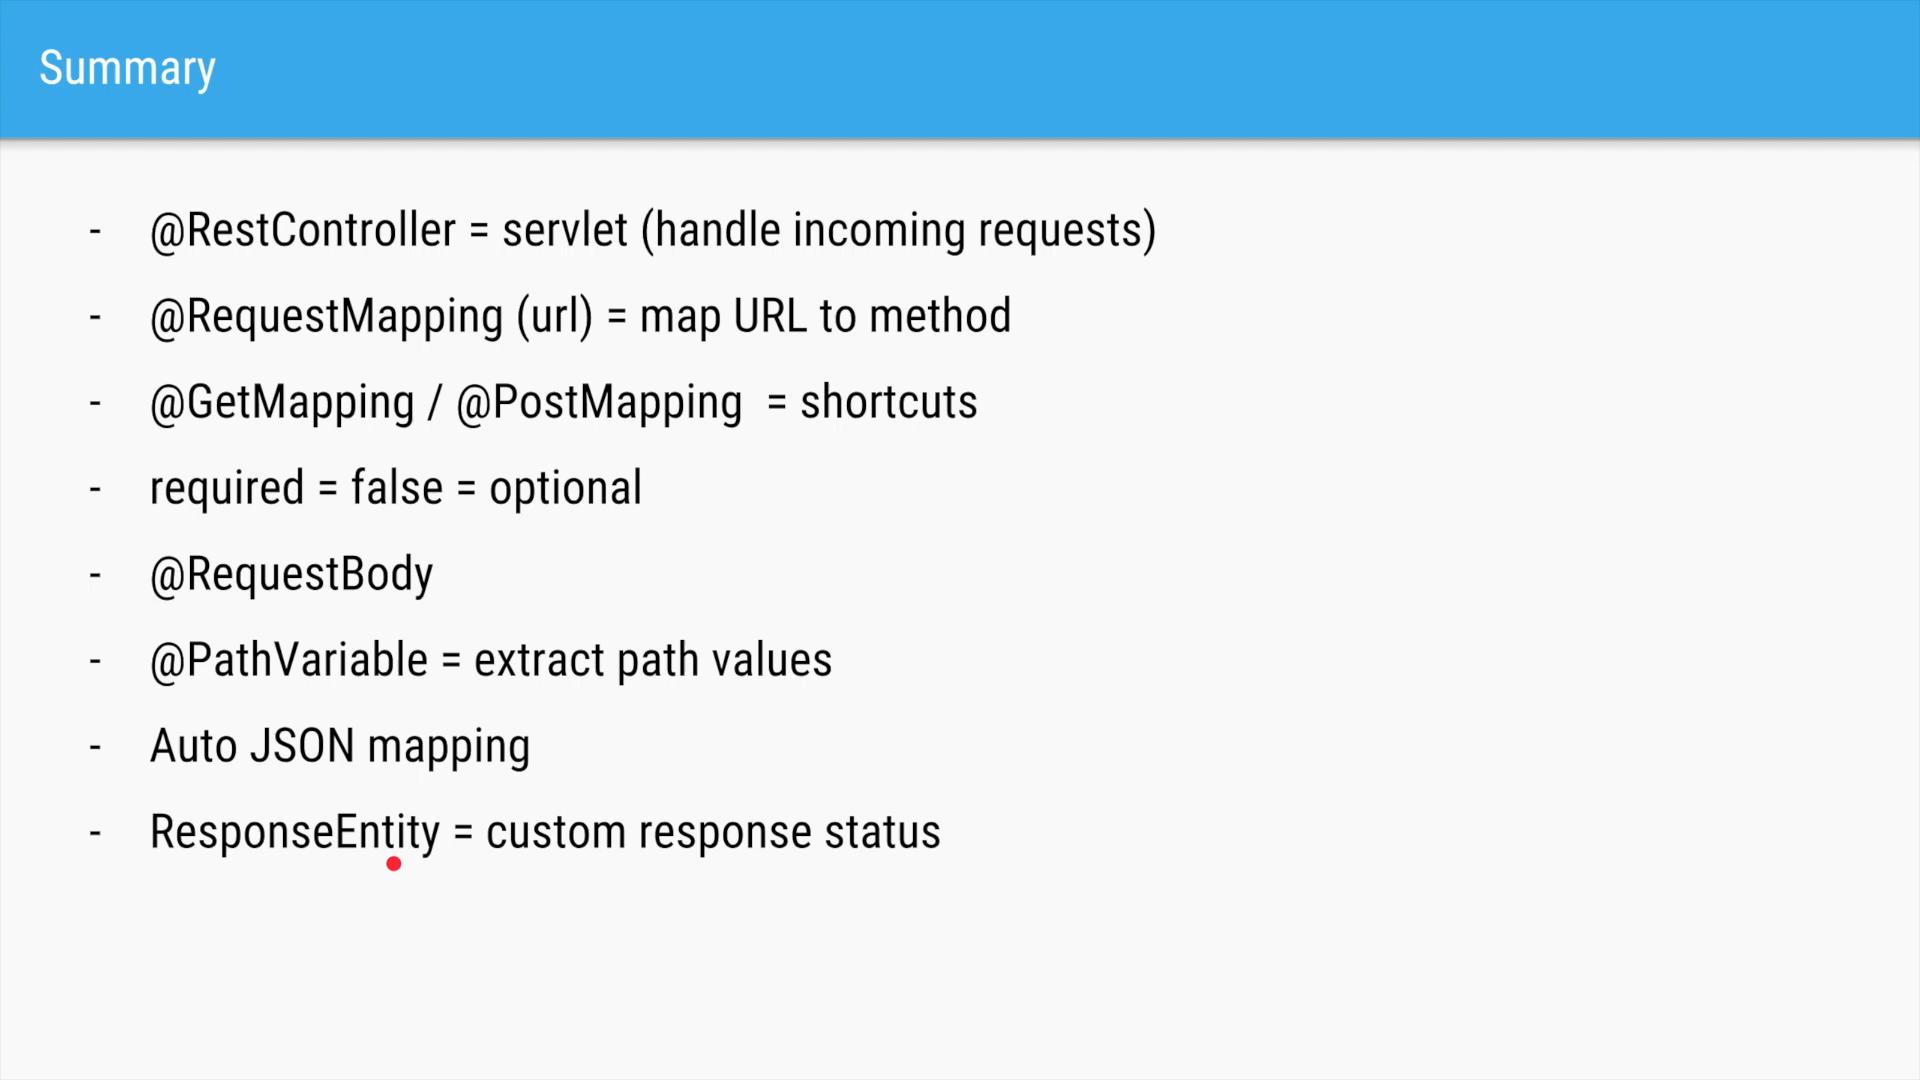 Summary
- @RestController = servlet (handle incoming requests)
- @RequestMapping (url) = map URL to method
- @GetMapping / @PostMapping  = shortcuts
- required = false = optional
- @RequestBody
- @PathVariable = extract path values
- Auto JSON mapping
- ResponseEntity = custom response status